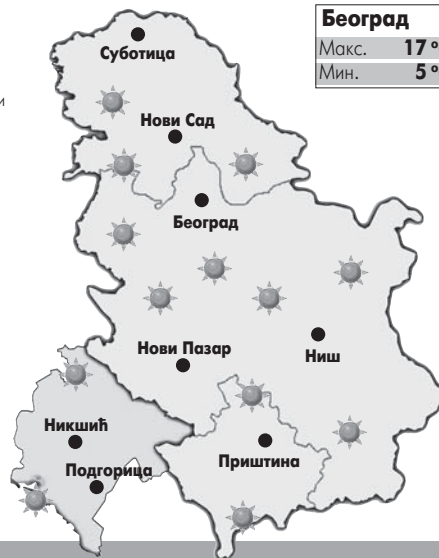 Београд
Макс. 17 °
Мин. 5 °
Суботица
и
Нови Сад
Београд
Нови Пазар
Ниш
Никшић
Приштина
Подгорица